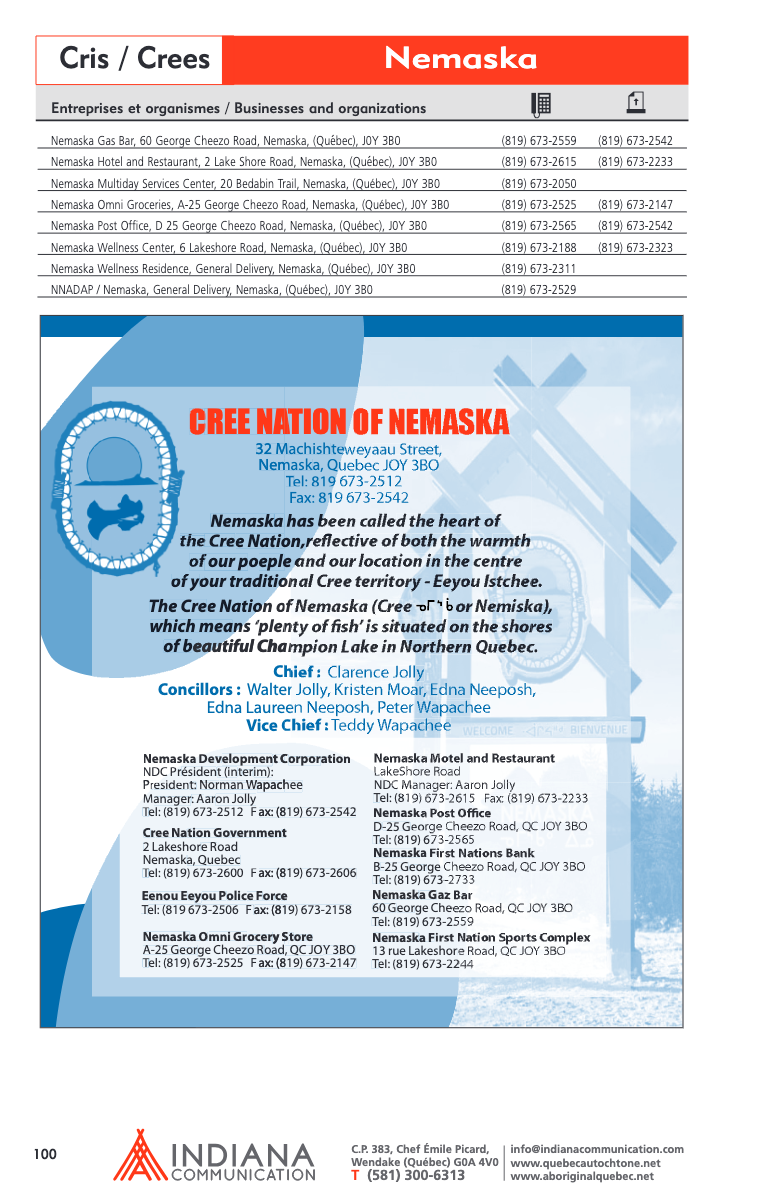 Cris / Crees
Nemaska
Entreprises et organismes / Businesses and organizations
Nemaska Gas Bar, 60 George Cheezo Road, Nemaska, (Québec), J0Y 3B0 (819) 673-2559 (819) 673-2542
Nemaska Hotel and Restaurant, 2 Lake Shore Road, Nemaska, (Québec), J0Y 3B0 (819) 673-2615 (819) 673-2233
Nemaska Multiday Services Center, 20 Bedabin Trail, Nemaska, (Québec), J0Y 3B0 (819) 673-2050
Nemaska Omni Groceries, A-25 George Cheezo Road, Nemaska, (Québec), J0Y 3B0 (819) 673-2525 (819) 673-2147
Nemaska Post Office, D 25 George Cheezo Road, Nemaska, (Québec), J0Y 3B0 (819) 673-2565 (819) 673-2542
Nemaska Wellness Center, 6 Lakeshore Road, Nemaska, (Québec), J0Y 3B0 (819) 673-2188 (819) 673-2323
Nemaska Wellness Residence, General Delivery, Nemaska, (Québec), J0Y 3B0 (819) 673-2311
NNADAP / Nemaska, General Delivery, Nemaska, (Québec), J0Y 3B0 (819) 673-2529
CREE NATION OF NEMASKA
32 Machishteweyaau Street,
Nemaska, Quebec JOY 3BO
Tel: 819 673-2512
Fax: 819 673-2542
Nemaska has been called the heart of
the Cree Nation,reflective of both the warmth
of our poeple and our location in the centre
of your traditional Cree territory - Eeyou Istchee.
The Cree Nation of Nemaska (Cree or Nemiska),
which means ‘plenty of fish’ is situated on the shores
of beautiful Champion Lake in Northern Quebec.
Chief : Clarence Jolly
Concillors : Walter Jolly, Kristen Moar, Edna Neeposh,
Edna Laureen Neeposh, Peter Wapachee
Vice Chief : Teddy Wapachee
WELCOME BIENVENUE
NEMASKA
Nemaska Development Corporation
NDC Président (interim):
President: Norman Wapachee
Manager: Aaron Jolly
Tel: (819) 673-2512 Fax: (819) 673-2542
Cree Nation Government
2 Lakeshore Road
Nemaska, Quebec
Tel: (819) 673-2600 Fax: (819) 673-2606
Eenou Eeyou Police Force
Tel: (819 673-2506 Fax: (819) 673-2158
Nemaska Omni Grocery Store
A-25 George Cheezo Road, QC JOY 3BO
Tel: (819) 673-2525 Fax: (819) 673-2147
Nemaska Motel and Restaurant
LakeShore Road
NDC Manager: Aaron Jolly
Tel: (819) 673-2615 Fax: (819) 673-2233
Nemaska Post Office
D-25 George Cheezo Road, QC JOY 3BO
Tel: (819) 673-2565
Nemaska First Nations Bank
B-25 George Cheezo Road, QC JOY 3BO
Tel: (819) 673-2733
Nemaska Gaz Bar
60 George Cheezo Road, QC JOY 3BO
Tel: (819) 673-2559
Nemaska First Nation Sports Complex
13 rue Lakeshore Road, QC JOY 3BO
Tel: (819) 673-2244
100
INDIANA
COMMUNICATION
C.P. 383, Chef Émile Picard,
Wendake (Québec) G0A 4V0
T (581) 300-6313
info@indianacommunication.com
www.quebecautochtone.net
www.aboriginalquebec.net